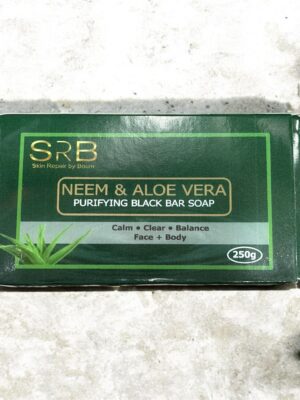 SRB
Skin Repair by Boum
NEEM & ALOE VERA
PURIFYING BLACK BAR SOAP
Calm • Clear • Balance
Face + Body
250g